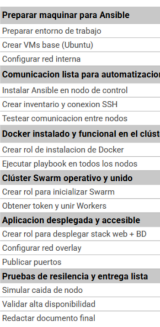 Preparar maquinar para Ansible
Preparar entorno de trabajo
Crear VMs base (Ubuntu)
Configurar red interna
Comunicacion lista para automatizacion
Instalar Ansible en nodo de control
Crear inventario y conexion SSH
Testear comunicacion entre nodos
Docker instalado y funcional en el clúst
Crear rol de instalacion de Docker
Ejecutar playbook en todos los nodos
Clúster Swarm operativo y unido
Crear rol para inicializar Swarm
Obtener token y unir Workers
Aplicacion desplegada y accesible
Crear rol para desplegar stack web + BD
Configurar red overlay
Publicar puertos
Pruebas de resilencia y entrega lista
Simular caida de nodo
Validar alta disponibilidad
Redactar documento final